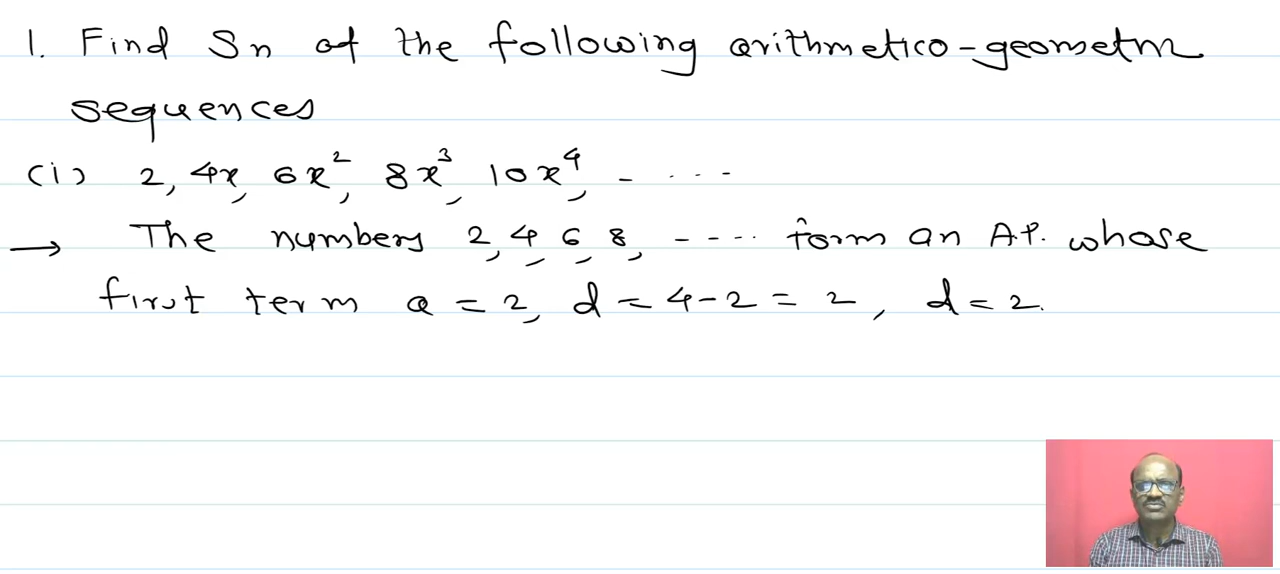 1. Find Sn of the following arithmetico-geometric
sequences
(i) 2, 4x, 6x², 8x³, 10x⁴, - ....
→ The numbers 2, 4, 6, 8, - .... form an A.P. whose
first term a = 2, d = 4-2 = 2, d = 2.